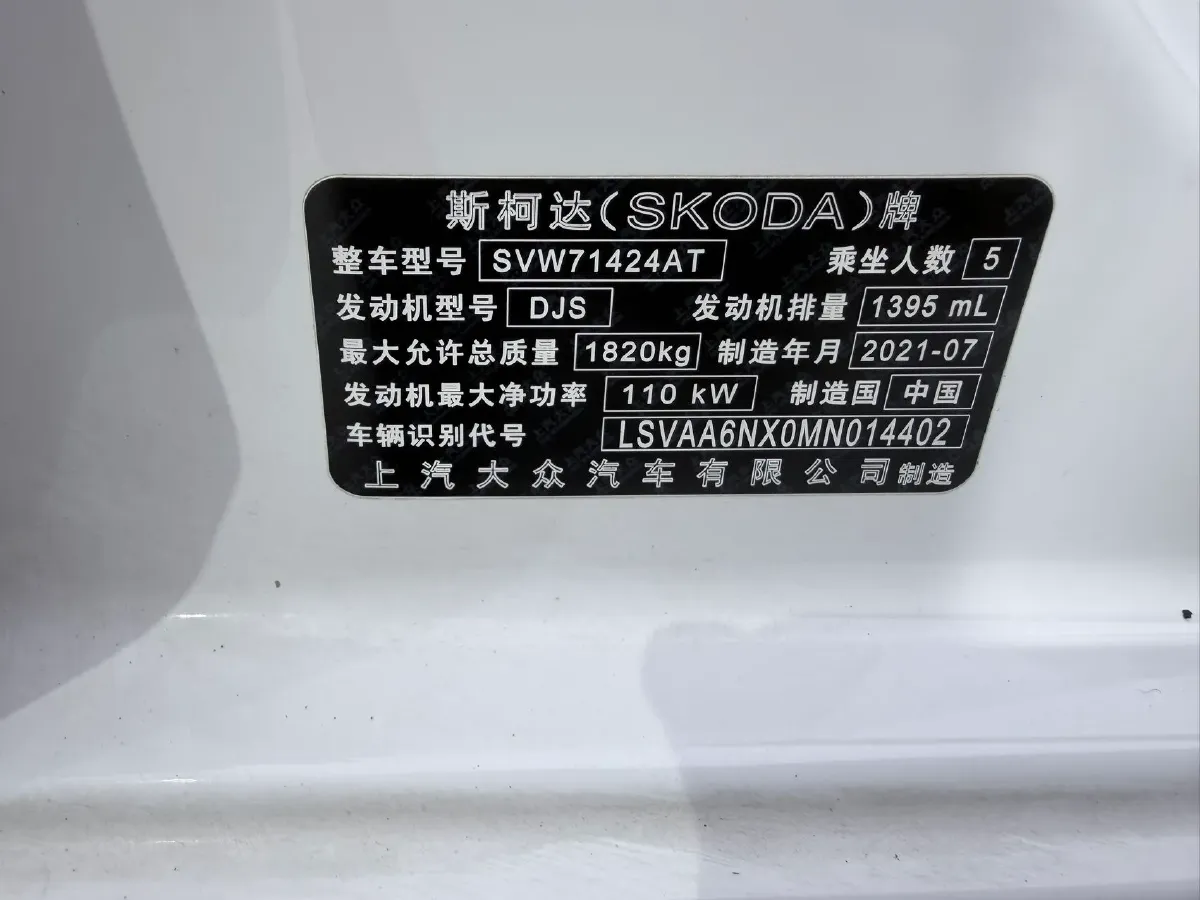 斯柯达(SKODA)牌
整车型号 SVW71424AT 乘坐人数 5
发动机型号 DJS 发动机排量 1395 mL
最大允许总质量 1820kg 制造年月 2021-07
发动机最大净功率 110 kW 制造国 中国
车辆识别代号 LSVAA6NX0MN014402
上汽大众汽车有限公司制造